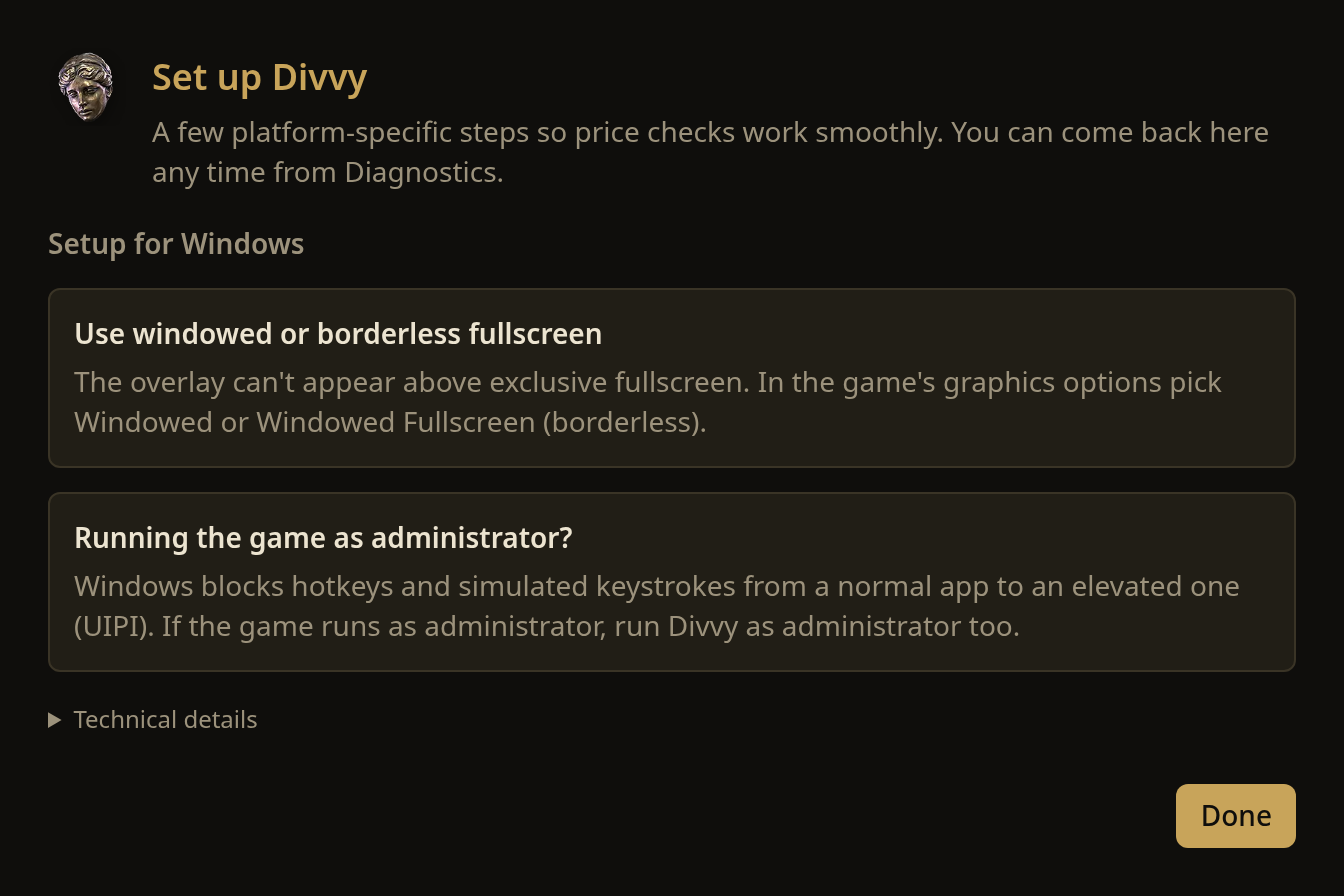 Set up Divvy
A few platform-specific steps so price checks work smoothly. You can come back here
any time from Diagnostics.
Setup for Windows
Use windowed or borderless fullscreen
The overlay can't appear above exclusive fullscreen. In the game's graphics options pick
Windowed or Windowed Fullscreen (borderless).
Running the game as administrator?
Windows blocks hotkeys and simulated keystrokes from a normal app to an elevated one
(UIPI). If the game runs as administrator, run Divvy as administrator too.
Technical details
Done